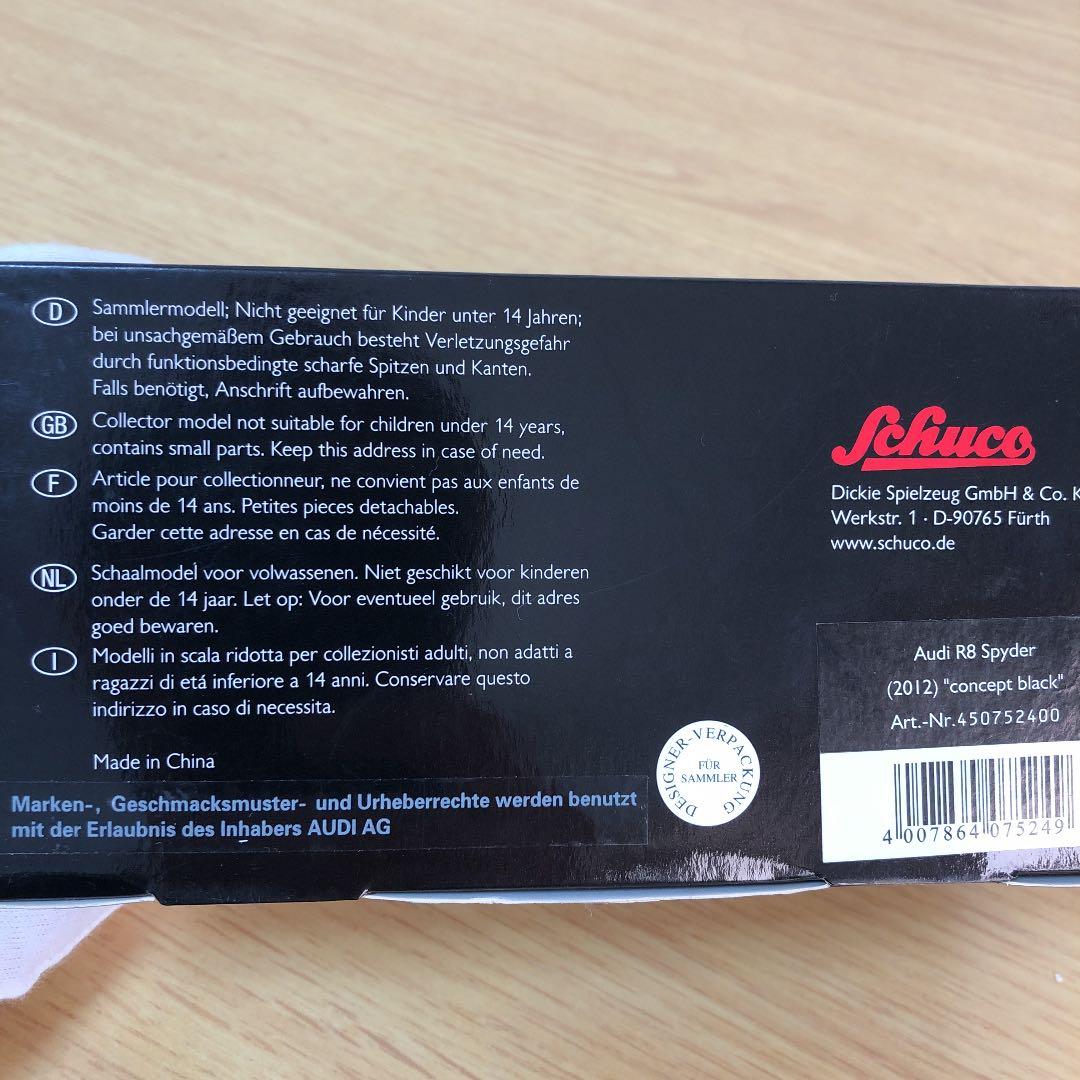 D
Sammlermodell; Nicht geeignet für Kinder unter 14 Jahren;
bei unsachgemäßem Gebrauch besteht Verletzungsgefahr
durch funktionsbedingte scharfe Spitzen und Kanten.
Falls benötigt, Anschrift aufbewahren.
GB
Collector model not suitable for children under 14 years,
contains small parts. Keep this address in case of need.
F
Article pour collectionneur, ne convient pas aux enfants de
moins de 14 ans. Petites pieces detachables.
Garder cette adresse en cas de nécessité.
NL
Schaalmodel voor volwassenen. Niet geschikt voor kinderen
onder de 14 jaar. Let op: Voor eventueel gebruik, dit adres
goed bewaren.
I
Modelli in scala ridotta per collezionisti adulti, non adatti a
ragazzi di etá inferiore a 14 anni. Conservare questo
indirizzo in caso di necessita.
Made in China
Marken-, Geschmacksmuster- und Urheberrechte werden benutzt
mit der Erlaubnis des Inhabers AUDI AG
DESIGNER-VERPACKUNG
FÜR
SAMMLER
Schuco
Dickie Spielzeug GmbH & Co. K
Werkstr. 1 · D-90765 Fürth
www.schuco.de
Audi R8 Spyder
(2012) "concept black"
Art.-Nr.450752400
4 007864 075249